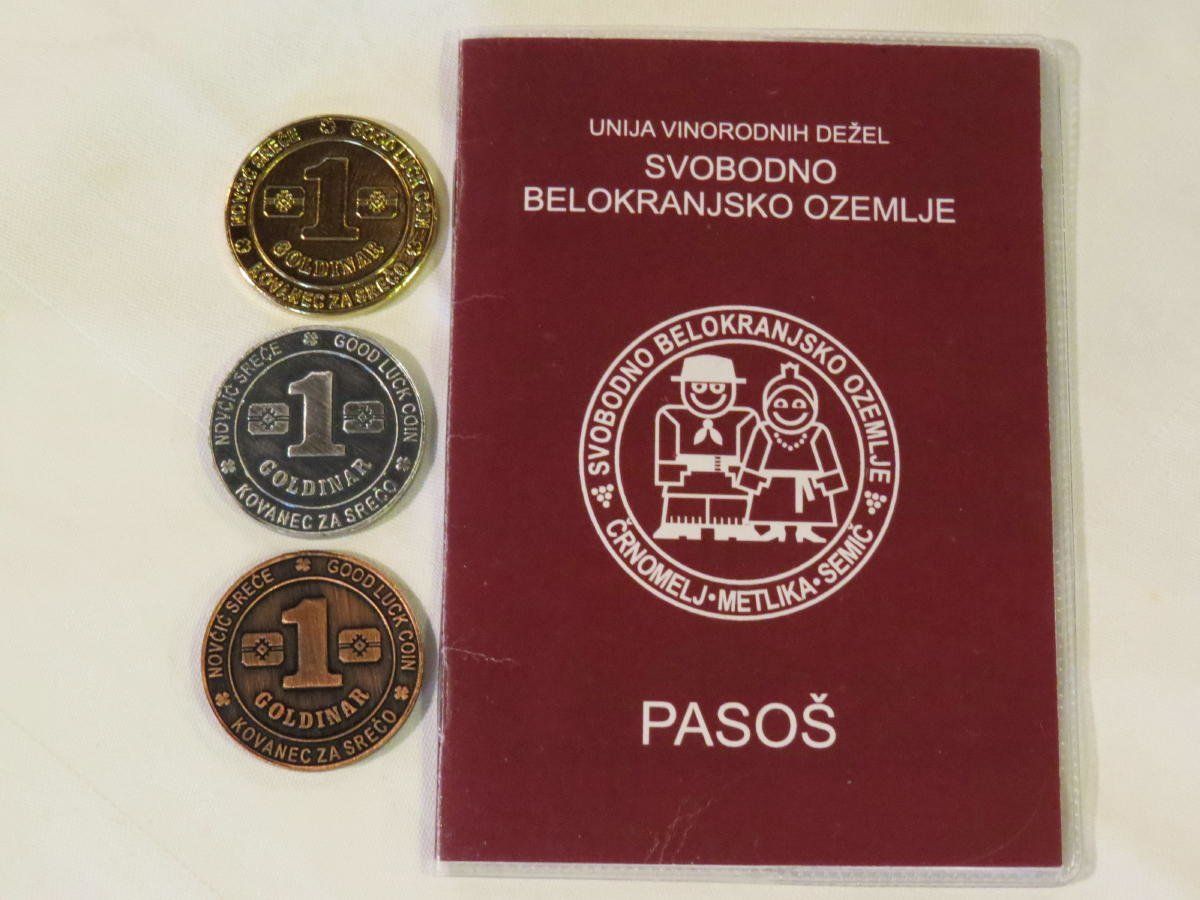 NOVČIĆ SREĆE
GOOD LUCK COIN
1
GOLDINAR
KOVANEC ZA SREČO
NOVČIĆ SREĆE
GOOD LUCK COIN
1
GOLDINAR
KOVANEC ZA SREČO
NOVČIĆ SREĆE
GOOD LUCK COIN
1
GOLDINAR
KOVANEC ZA SREČO
UNIJA VINORODNIH DEŽEL
SVOBODNO
BELOKRANJSKO OZEMLJE
SVOBODNO BELOKRANJSKO OZEMLJE
ČRNOMELJ • METLIKA • SEMIČ
PASOŠ